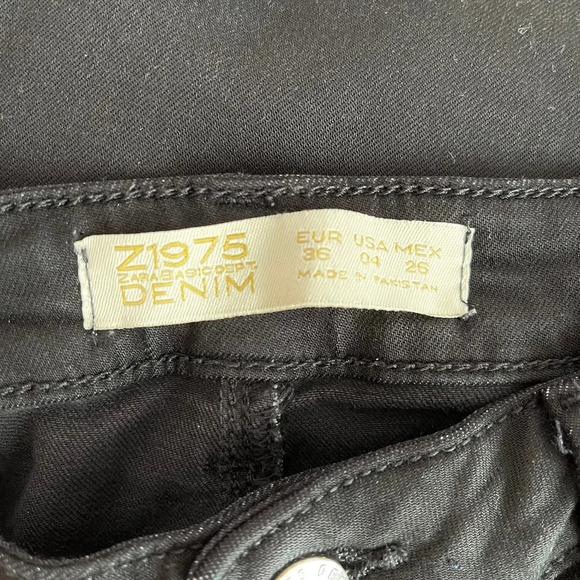 Z1975
ZARA BASIC DEPT.
DENIM
EUR USA MEX
36 04 26
MADE IN PAKISTAN